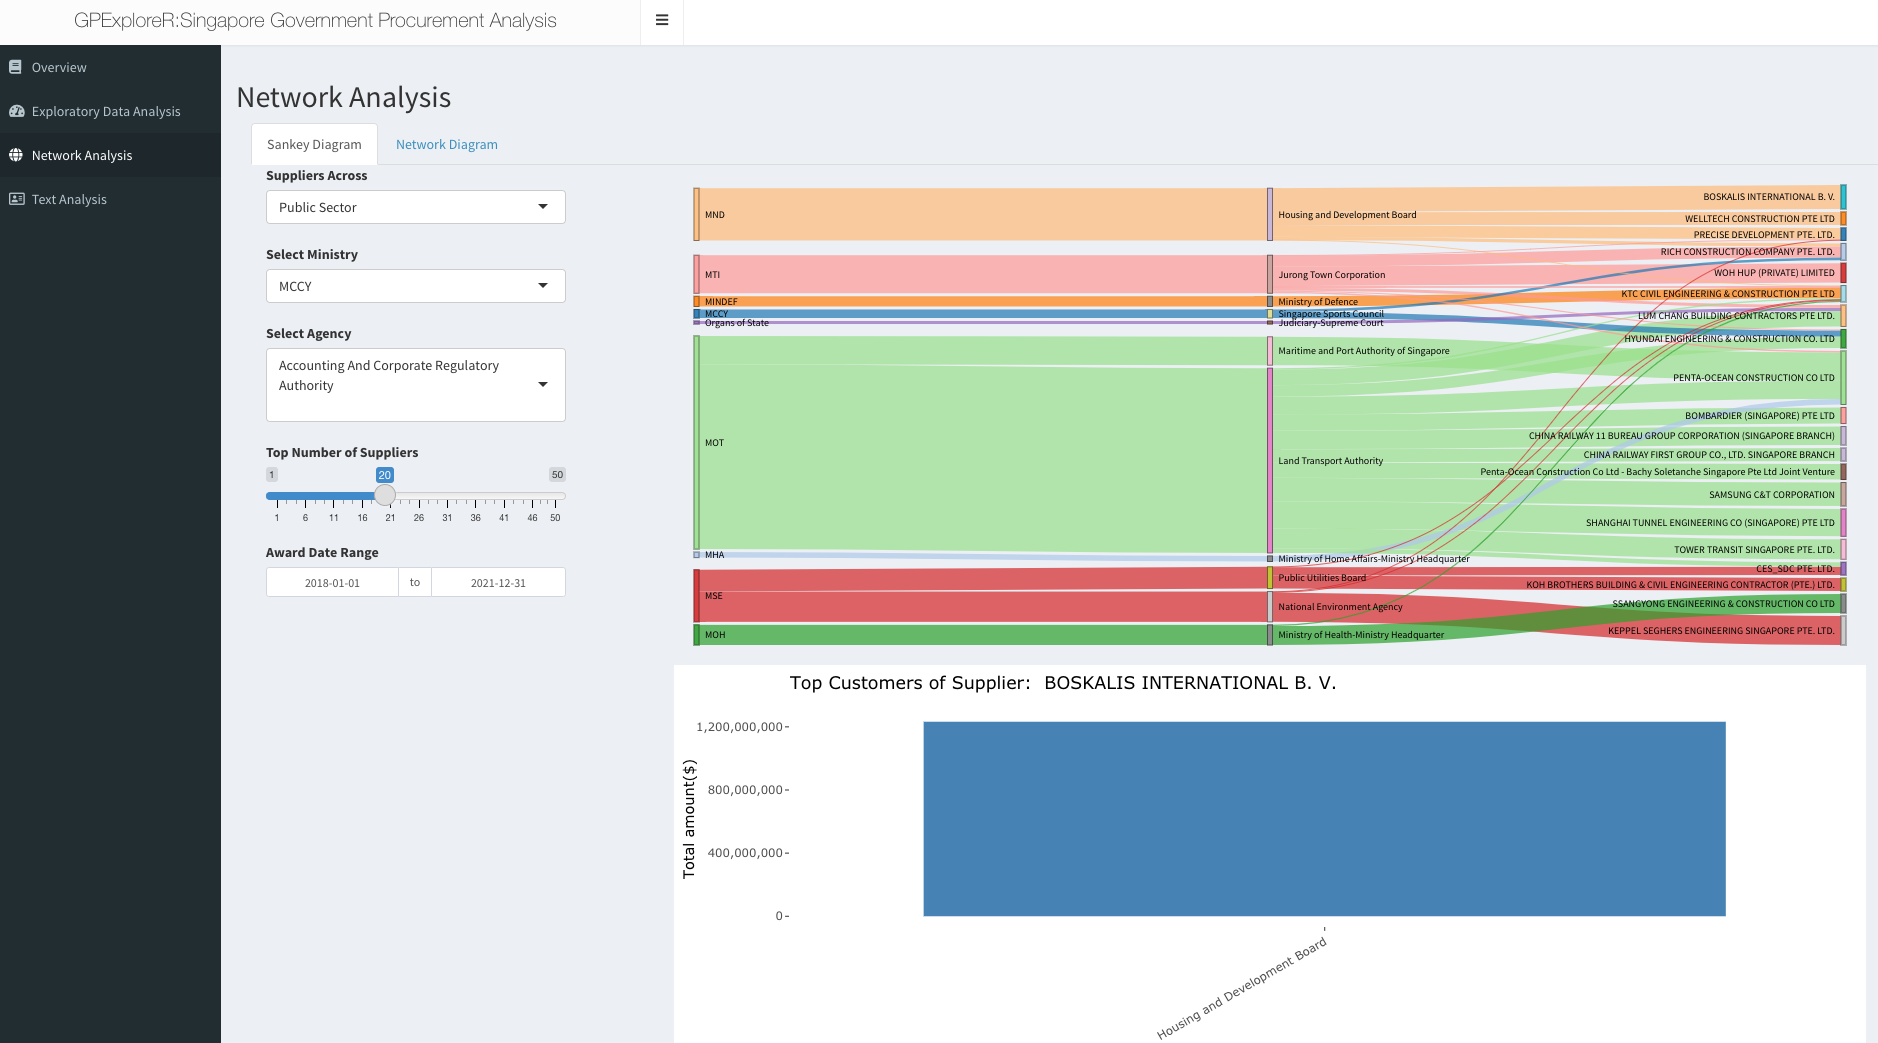 GPExploreR:Singapore Government Procurement Analysis
Overview
Exploratory Data Analysis
Network Analysis
Text Analysis
Network Analysis
Sankey Diagram
Network Diagram
Suppliers Across
Public Sector
Select Ministry
MCCY
Select Agency
Accounting And Corporate Regulatory
Authority
Top Number of Suppliers
1
20
50
1 6 11 16 21 26 31 36 41 46 50
Award Date Range
2018-01-01 to 2021-12-31
MND
MTI
MINDEF
MCCY
Organs of State
MOT
MHA
MSE
MOH
Housing and Development Board
Jurong Town Corporation
Ministry of Defence
Singapore Sports Council
Judiciary-Supreme Court
Maritime and Port Authority of Singapore
Land Transport Authority
Ministry of Home Affairs-Ministry Headquarter
Public Utilities Board
National Environment Agency
Ministry of Health-Ministry Headquarter
BOSKALIS INTERNATIONAL B. V.
WELLTECH CONSTRUCTION PTE LTD
PRECISE DEVELOPMENT PTE. LTD.
RICH CONSTRUCTION COMPANY PTE. LTD.
WOH HUP (PRIVATE) LIMITED
KTC CIVIL ENGINEERING & CONSTRUCTION PTE LTD
LUM CHANG BUILDING CONTRACTORS PTE LTD.
HYUNDAI ENGINEERING & CONSTRUCTION CO. LTD
PENTA-OCEAN CONSTRUCTION CO LTD
BOMBARDIER (SINGAPORE) PTE LTD
CHINA RAILWAY 11 BUREAU GROUP CORPORATION (SINGAPORE BRANCH)
CHINA RAILWAY FIRST GROUP CO., LTD. SINGAPORE BRANCH
Penta-Ocean Construction Co Ltd - Bachy Soletanche Singapore Pte Ltd Joint Venture
SAMSUNG C&T CORPORATION
SHANGHAI TUNNEL ENGINEERING CO (SINGAPORE) PTE LTD
TOWER TRANSIT SINGAPORE PTE. LTD.
CES_SDC PTE. LTD.
KOH BROTHERS BUILDING & CIVIL ENGINEERING CONTRACTOR (PTE.) LTD.
SSANGYONG ENGINEERING & CONSTRUCTION CO LTD
KEPPEL SEGHERS ENGINEERING SINGAPORE PTE. LTD.
Top Customers of Supplier: BOSKALIS INTERNATIONAL B. V.
Total amount($)
1,200,000,000
800,000,000
400,000,000
0
Housing and Development Board